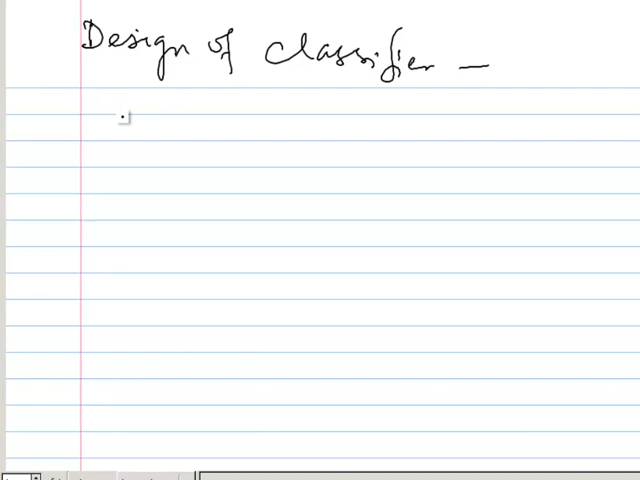 Design of Classifier —